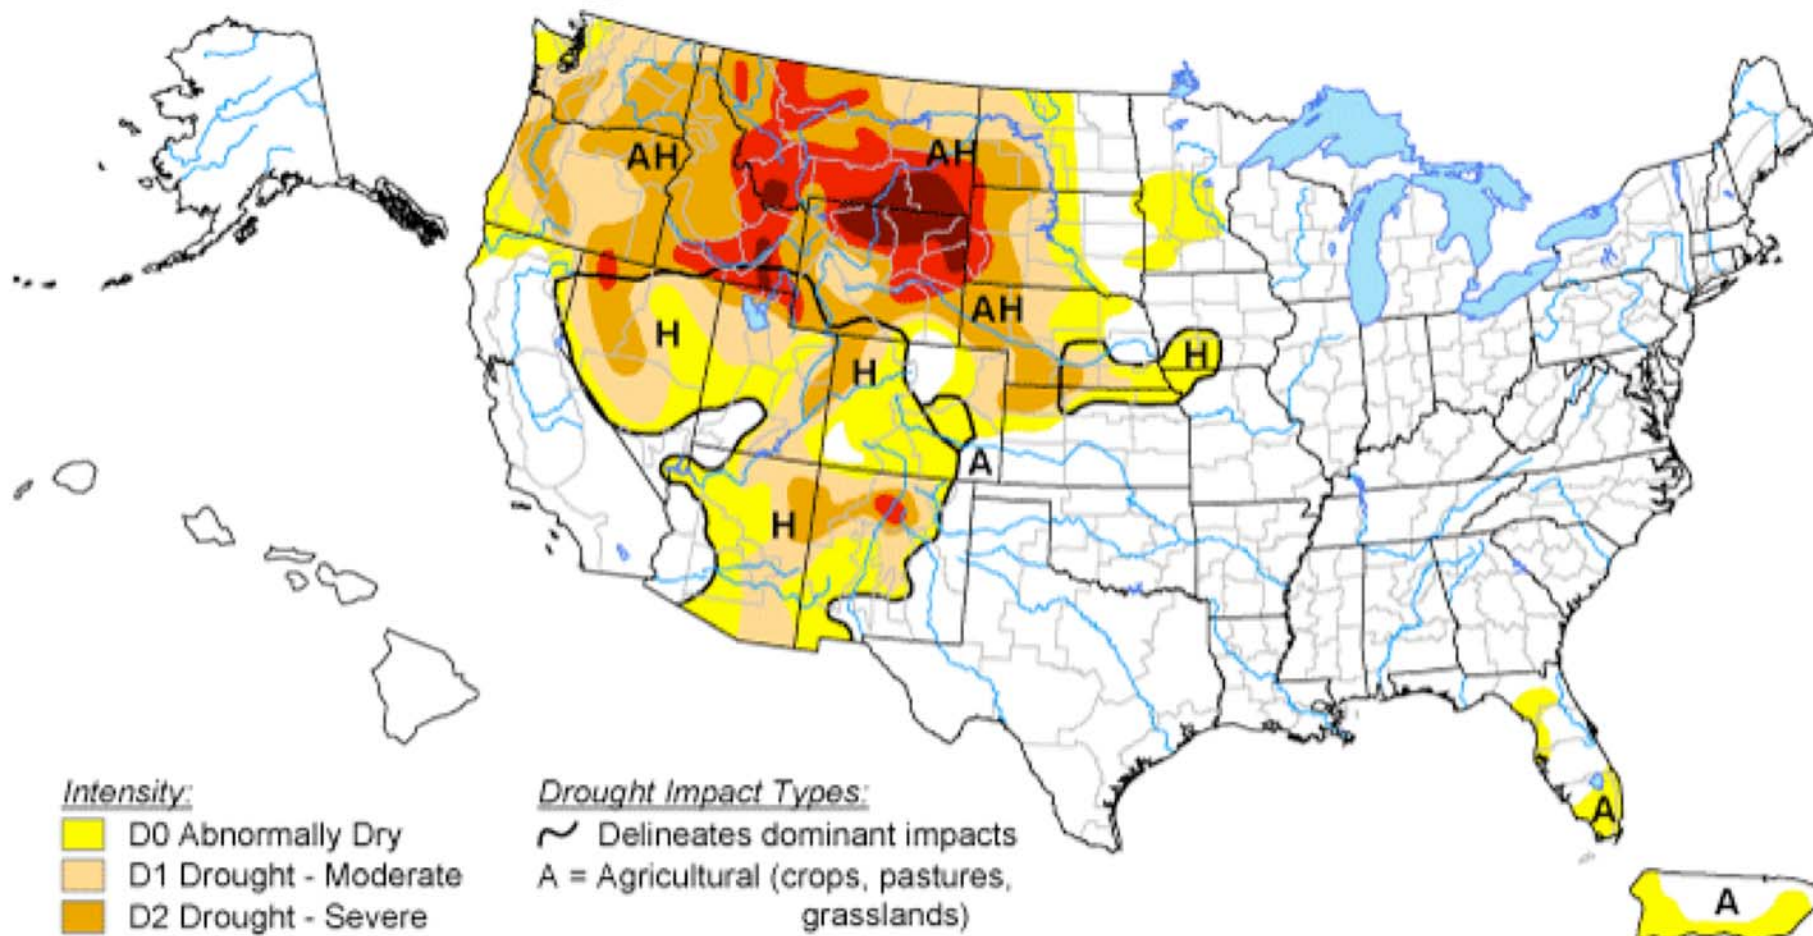 AH
AH
AH
H
H
H
A
H
A
Intensity:
D0 Abnormally Dry
D1 Drought - Moderate
D2 Drought - Severe
Drought Impact Types:
Delineates dominant impacts
A = Agricultural (crops, pastures,
grasslands)
A